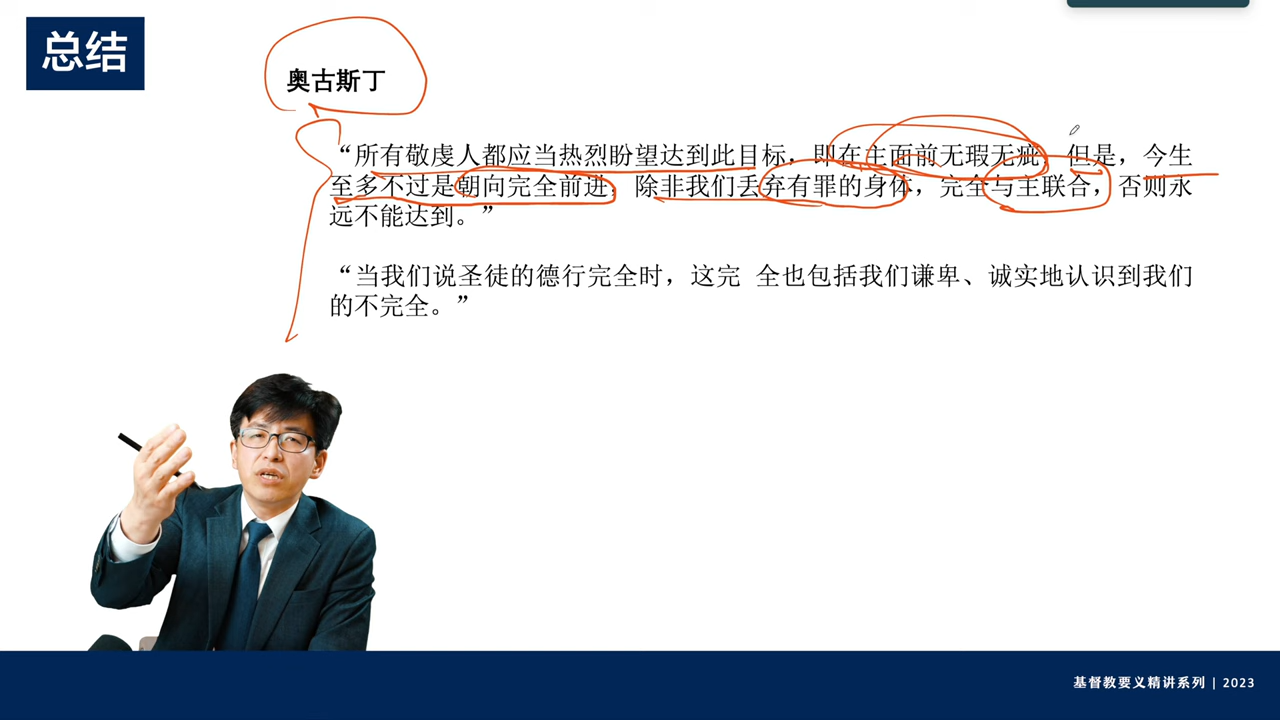 总结
奥古斯丁
“所有敬虔人都应当热烈盼望达到此目标，即在主面前无瑕无疵。但是，今生
至多不过是朝向完全前进，除非我们丢弃有罪的身体，完全与主联合，否则永
远不能达到。”
“当我们说圣徒的德行完全时，这完 全也包括我们谦卑、诚实地认识到我们
的不完全。”
基督教要义精讲系列 | 2023